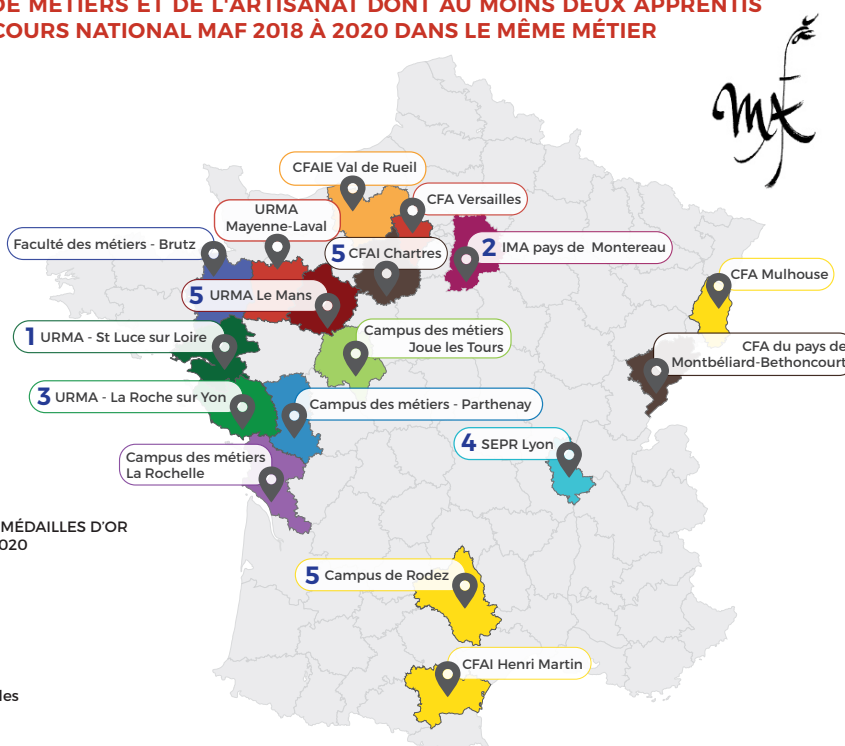 DE MÉTIERS ET DE L'ARTISANAT DONT AU MOINS DEUX APPRENTIS
COURS NATIONAL MAF 2018 À 2020 DANS LE MÊME MÉTIER
MAF
CFAIE Val de Rueil
CFA Versailles
URMA
Mayenne-Laval
Faculté des métiers - Brutz
5 CFAI Chartres
2 IMA pays de Montereau
CFA Mulhouse
5 URMA Le Mans
1 URMA - St Luce sur Loire
Campus des métiers
Joue les Tours
CFA du pays de
Montbéliard-Bethoncourt
3 URMA - La Roche sur Yon
Campus des métiers - Parthenay
4 SEPR Lyon
Campus des métiers
La Rochelle
MÉDAILLES D'OR
2020
5 Campus de Rodez
CFAI Henri Martin